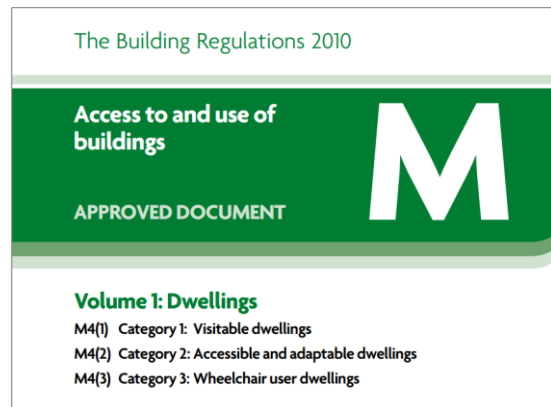 The Building Regulations 2010
Access to and use of
buildings
M
APPROVED DOCUMENT
Volume 1: Dwellings
M4(1) Category 1: Visitable dwellings
M4(2) Category 2: Accessible and adaptable dwellings
M4(3) Category 3: Wheelchair user dwellings